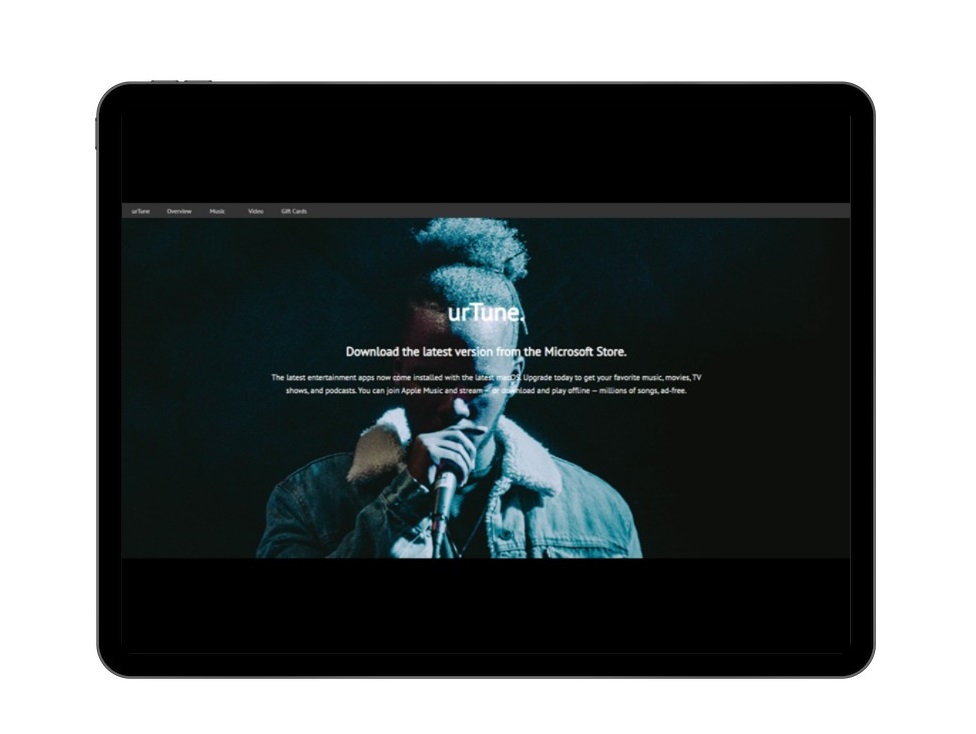 urTune Overview Music Video Gift Cards
urTune.
Download the latest version from the Microsoft Store.
The latest entertainment apps now come installed with the latest macOS. Upgrade today to get your favorite music, movies, TV
shows, and podcasts. You can join Apple Music and stream — or download and play offline — millions of songs, ad-free.